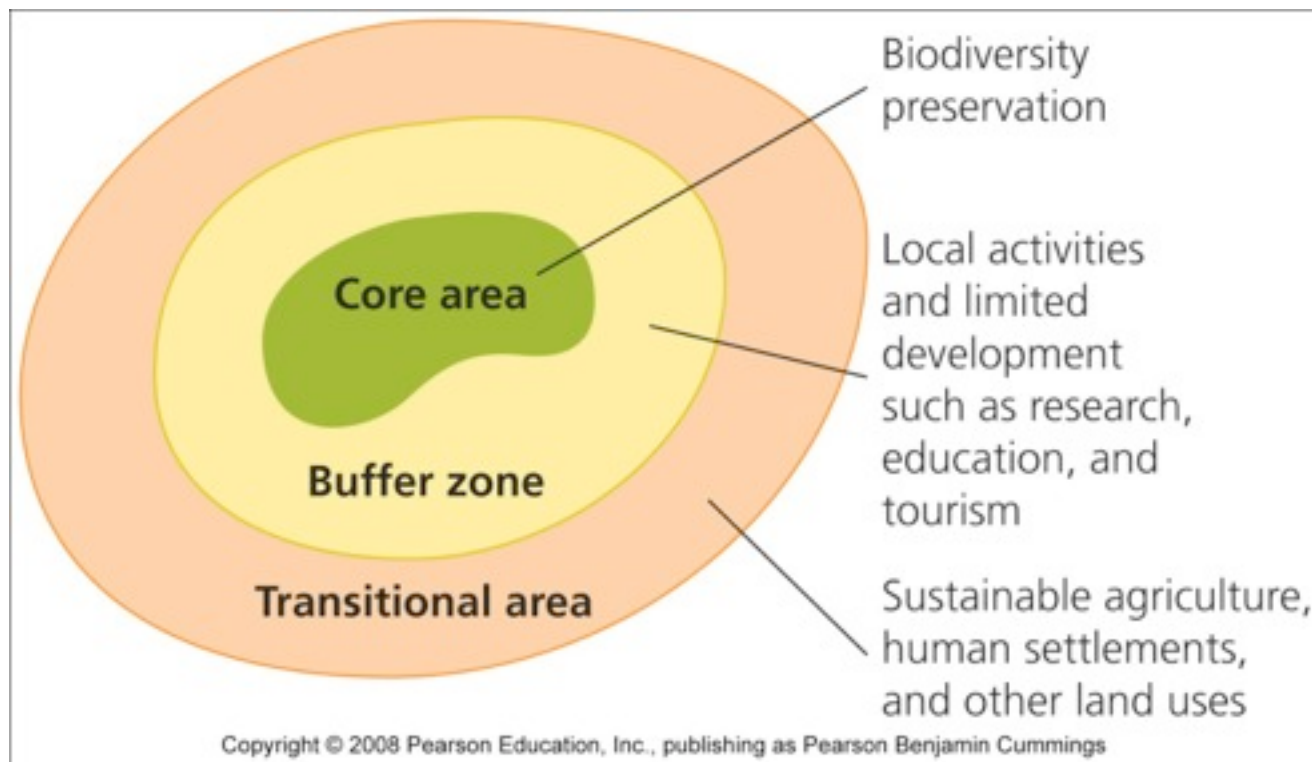 Biodiversity
preservation
Core area
Local activities
and limited
development
such as research,
education, and
tourism
Buffer zone
Transitional area
Sustainable agriculture,
human settlements,
and other land uses
Copyright © 2008 Pearson Education, Inc., publishing as Pearson Benjamin Cummings